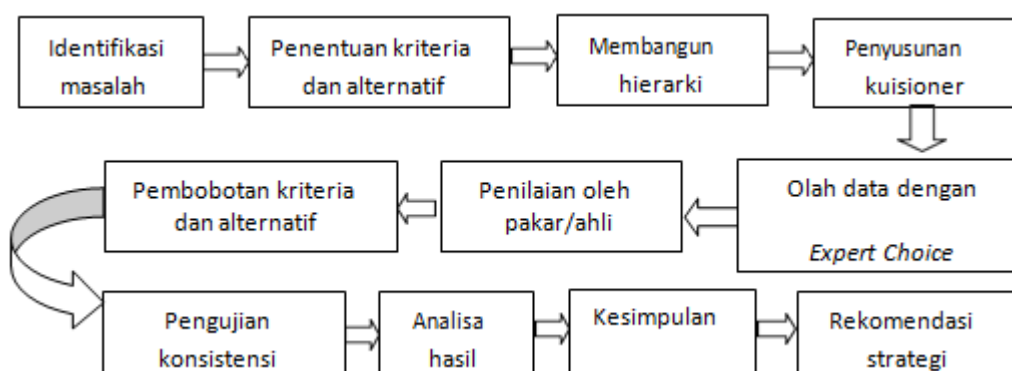 Identifikasi
masalah
Penentuan kriteria
dan alternatif
Membangun
hierarki
Penyusunan
kuisioner
Olah data dengan
Expert Choice
Penilaian oleh
pakar/ahli
Pembobotan kriteria
dan alternatif
Pengujian
konsistensi
Analisa
hasil
Kesimpulan
Rekomendasi
strategi